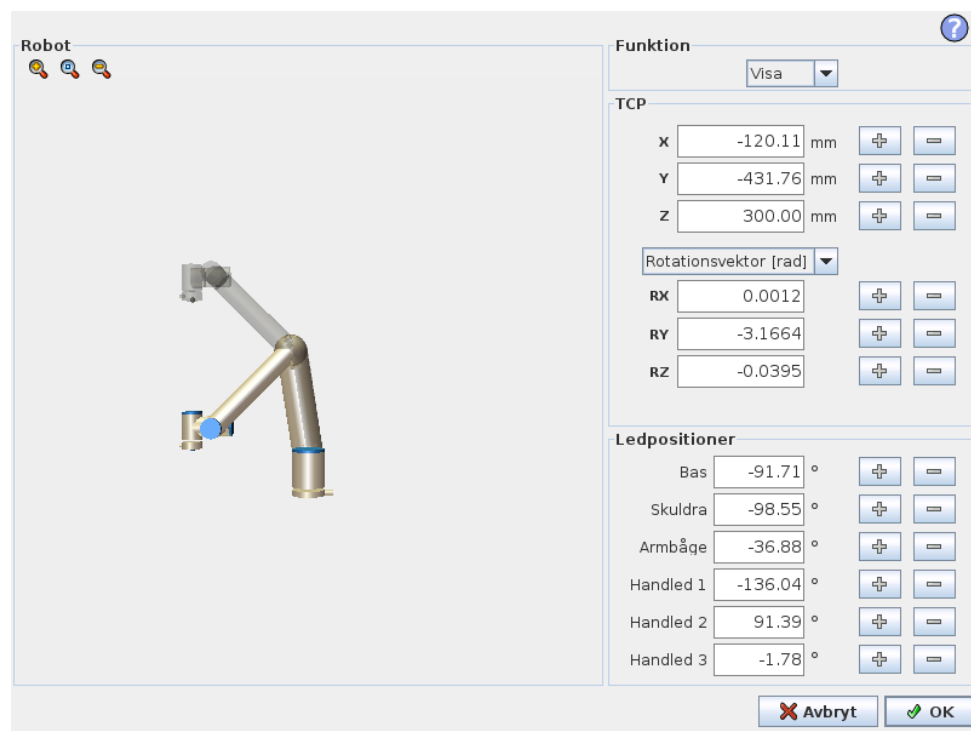 ?
Robot
Funktion
Visa
TCP
X -120.11 mm
Y -431.76 mm
Z 300.00 mm
Rotationsvektor [rad]
RX 0.0012
RY -3.1664
RZ -0.0395
Ledpositioner
Bas -91.71 °
Skuldra -98.55 °
Armbåge -36.88 °
Handled 1 -136.04 °
Handled 2 91.39 °
Handled 3 -1.78 °
Avbryt OK